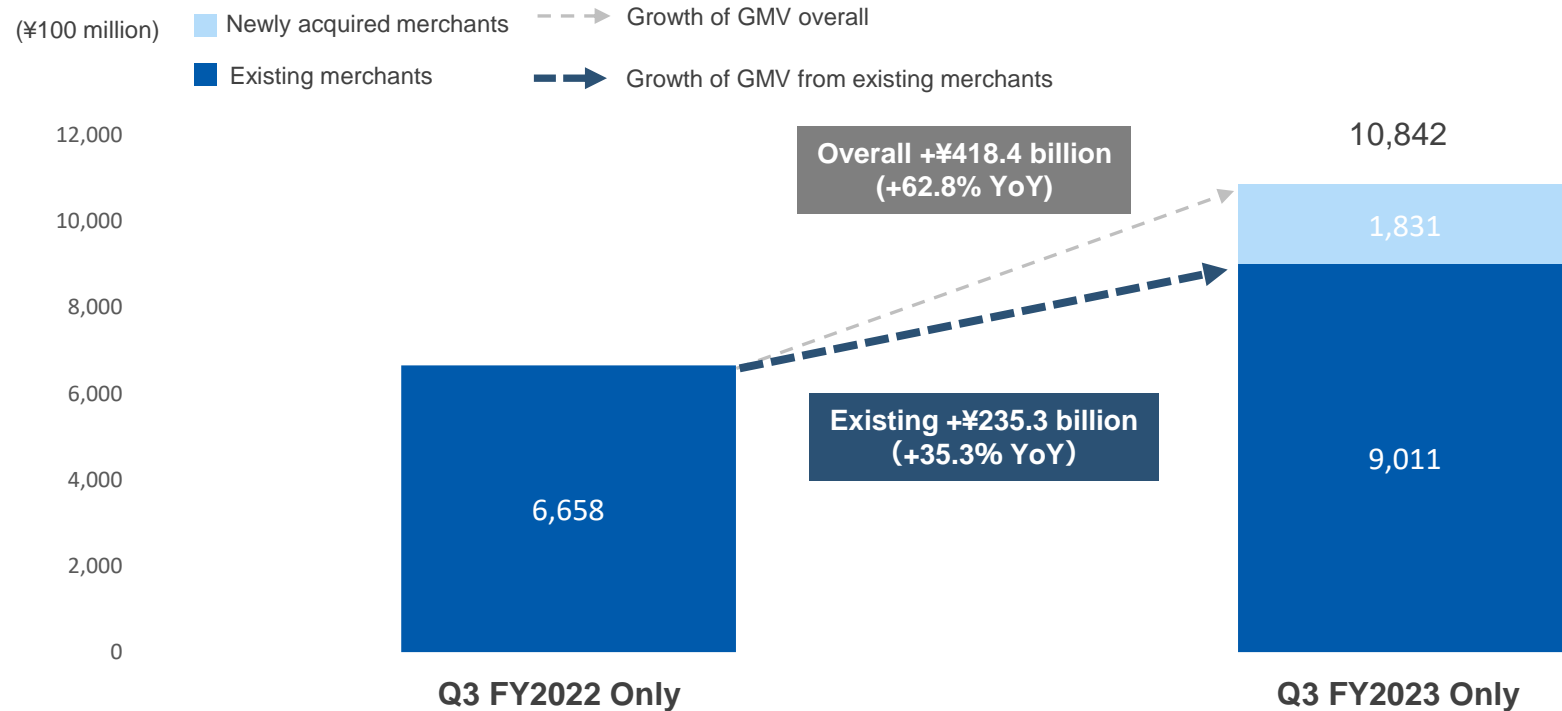 (¥100 million)
Newly acquired merchants
Growth of GMV overall
Existing merchants
Growth of GMV from existing merchants
12,000
10,000
8,000
6,000
4,000
2,000
0
Overall +¥418.4 billion
(+62.8% YoY)
Existing +¥235.3 billion
（+35.3% YoY）
6,658
10,842
1,831
9,011
Q3 FY2022 Only
Q3 FY2023 Only